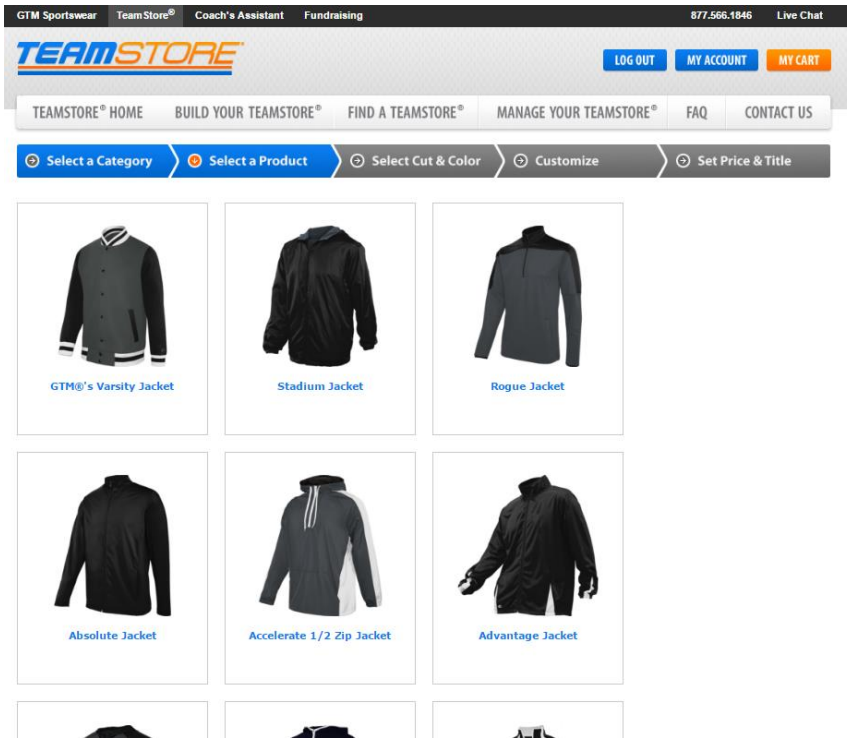 GTM Sportswear TeamStore® Coach's Assistant Fundraising 877.566.1846 Live Chat
TEAMSTORE®
LOG OUT MY ACCOUNT MY CART
TEAMSTORE® HOME BUILD YOUR TEAMSTORE® FIND A TEAMSTORE® MANAGE YOUR TEAMSTORE® FAQ CONTACT US
Select a Category Select a Product Select Cut & Color Customize Set Price & Title
GTM®'s Varsity Jacket Stadium Jacket Rogue Jacket
Absolute Jacket Accelerate 1/2 Zip Jacket Advantage Jacket